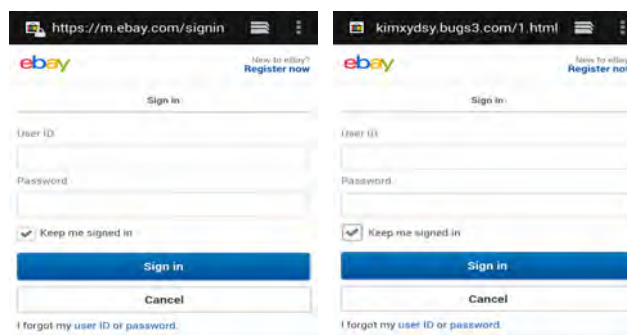 https://m.ebay.com/signin
ebay
New to eBay?
Register now
Sign in
User ID
Password
Keep me signed in
Sign in
Cancel
I forgot my user ID or password.
kimxydsy.bugs3.com/1.html
ebay
New to eBay
Register now
Sign in
User ID
Password
Keep me signed in
Sign in
Cancel
I forgot my user ID or password.